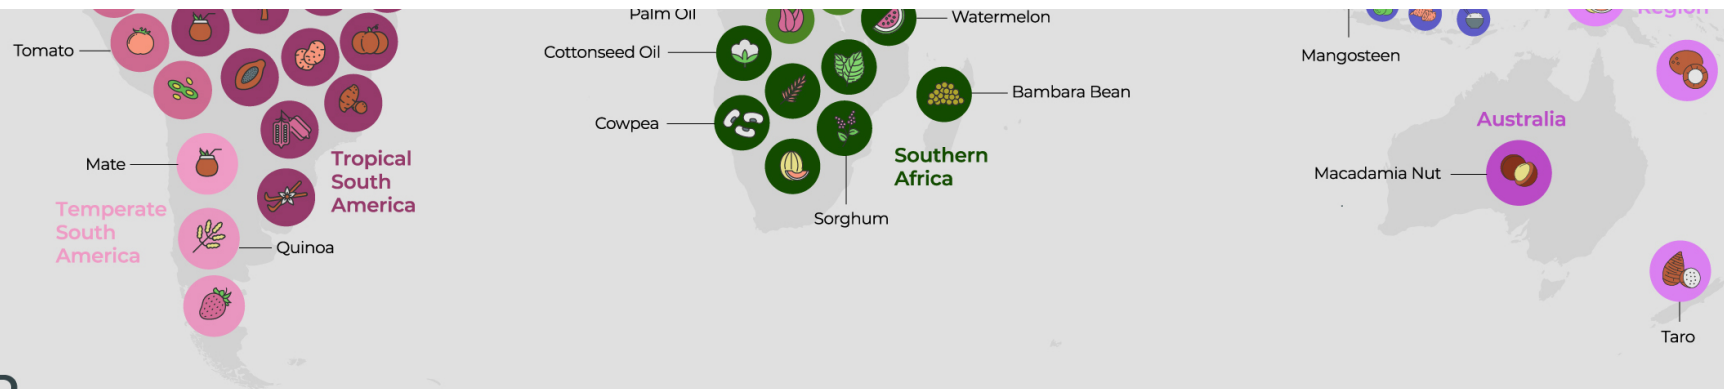 Palm Oil
Watermelon
Region
Tomato
Cottonseed Oil
Mangosteen
Bambara Bean
Cowpea
Australia
Mate
Tropical
South
America
Southern
Africa
Macadamia Nut
Temperate
South
America
Sorghum
Quinoa
Taro